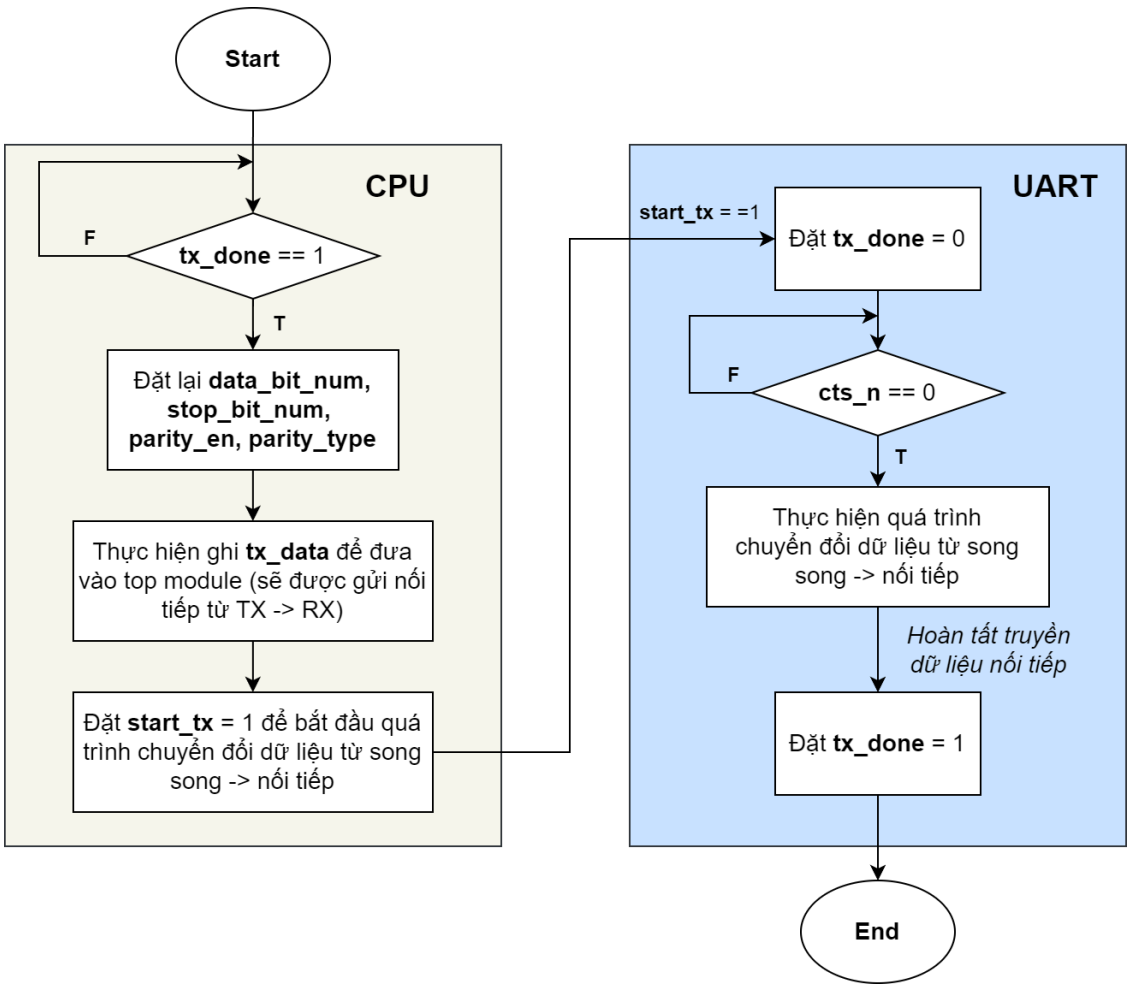 Start
CPU
F
tx_done == 1
T
Đặt lại data_bit_num,
stop_bit_num,
parity_en, parity_type
Thực hiện ghi tx_data để đưa
vào top module (sẽ được gửi nối
tiếp từ TX -> RX)
Đặt start_tx = 1 để bắt đầu quá
trình chuyển đổi dữ liệu từ song
song -> nối tiếp
UART
start_tx = =1
Đặt tx_done = 0
F
cts_n == 0
T
Thực hiện quá trình
chuyển đổi dữ liệu từ song
song -> nối tiếp
Hoàn tất truyền
dữ liệu nối tiếp
Đặt tx_done = 1
End